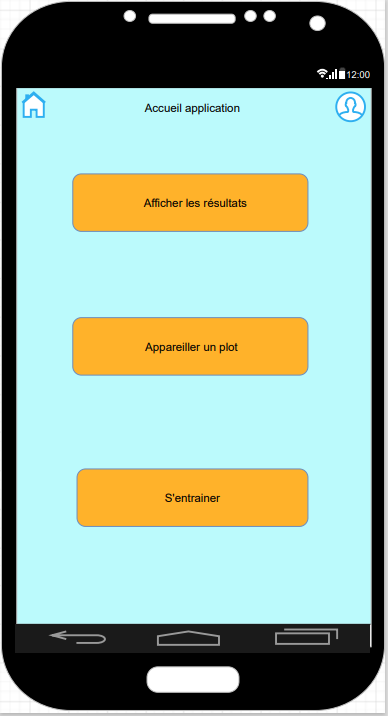 12:00
Accueil application
Afficher les résultats
Appareiller un plot
S'entrainer